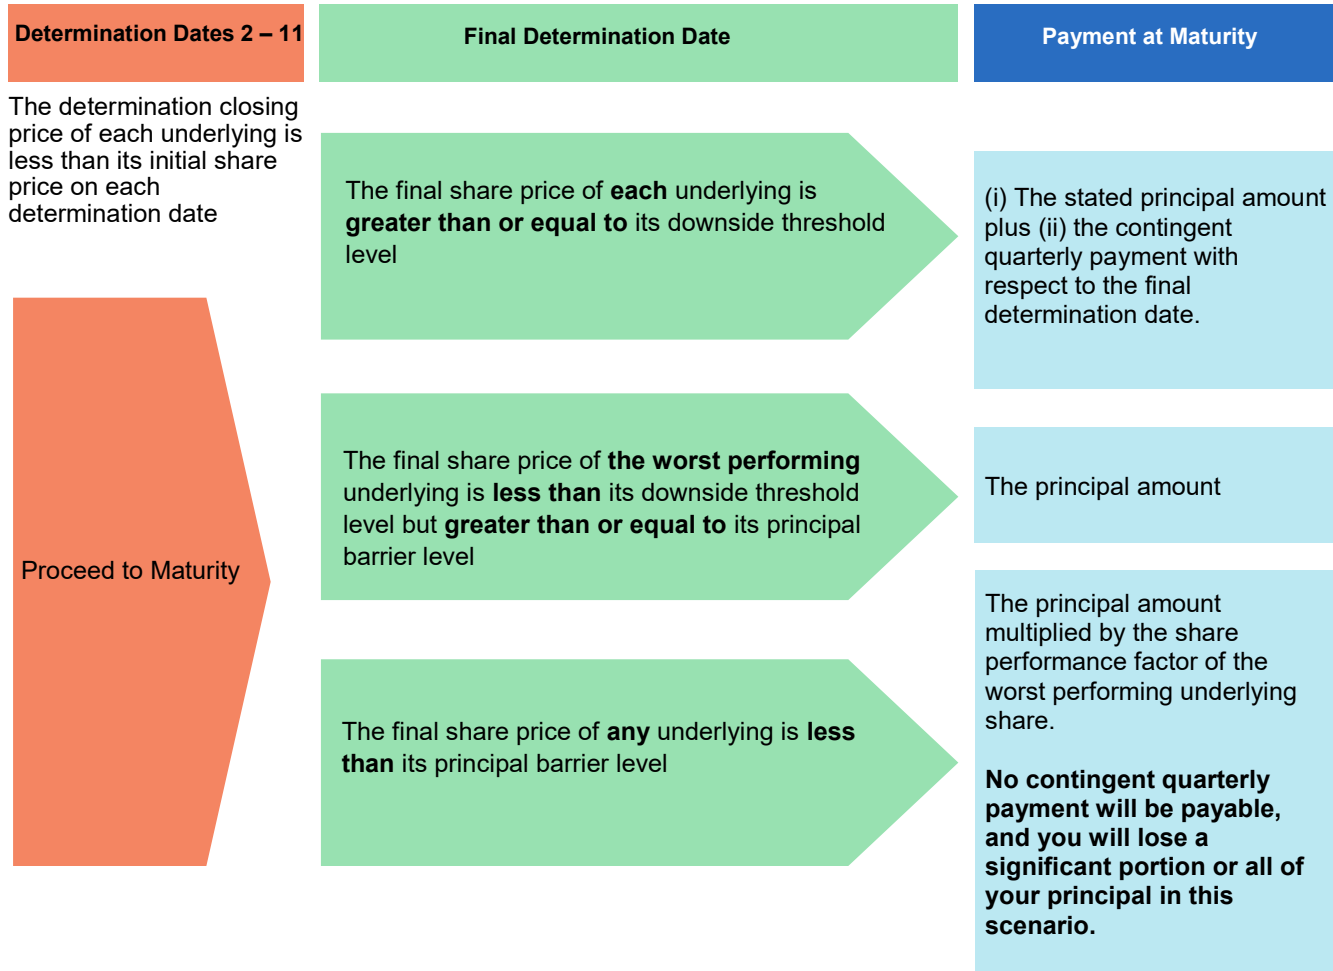 Determination Dates 2 – 11
Final Determination Date
Payment at Maturity
The determination closing
price of each underlying is
less than its initial share
price on each
determination date
Proceed to Maturity
The final share price of each underlying is
greater than or equal to its downside threshold
level
(i) The stated principal amount
plus (ii) the contingent
quarterly payment with
respect to the final
determination date.
The final share price of the worst performing
underlying is less than its downside threshold
level but greater than or equal to its principal
barrier level
The principal amount
The final share price of any underlying is less
than its principal barrier level
The principal amount
multiplied by the share
performance factor of the
worst performing underlying
share.
No contingent quarterly
payment will be payable,
and you will lose a
significant portion or all of
your principal in this
scenario.